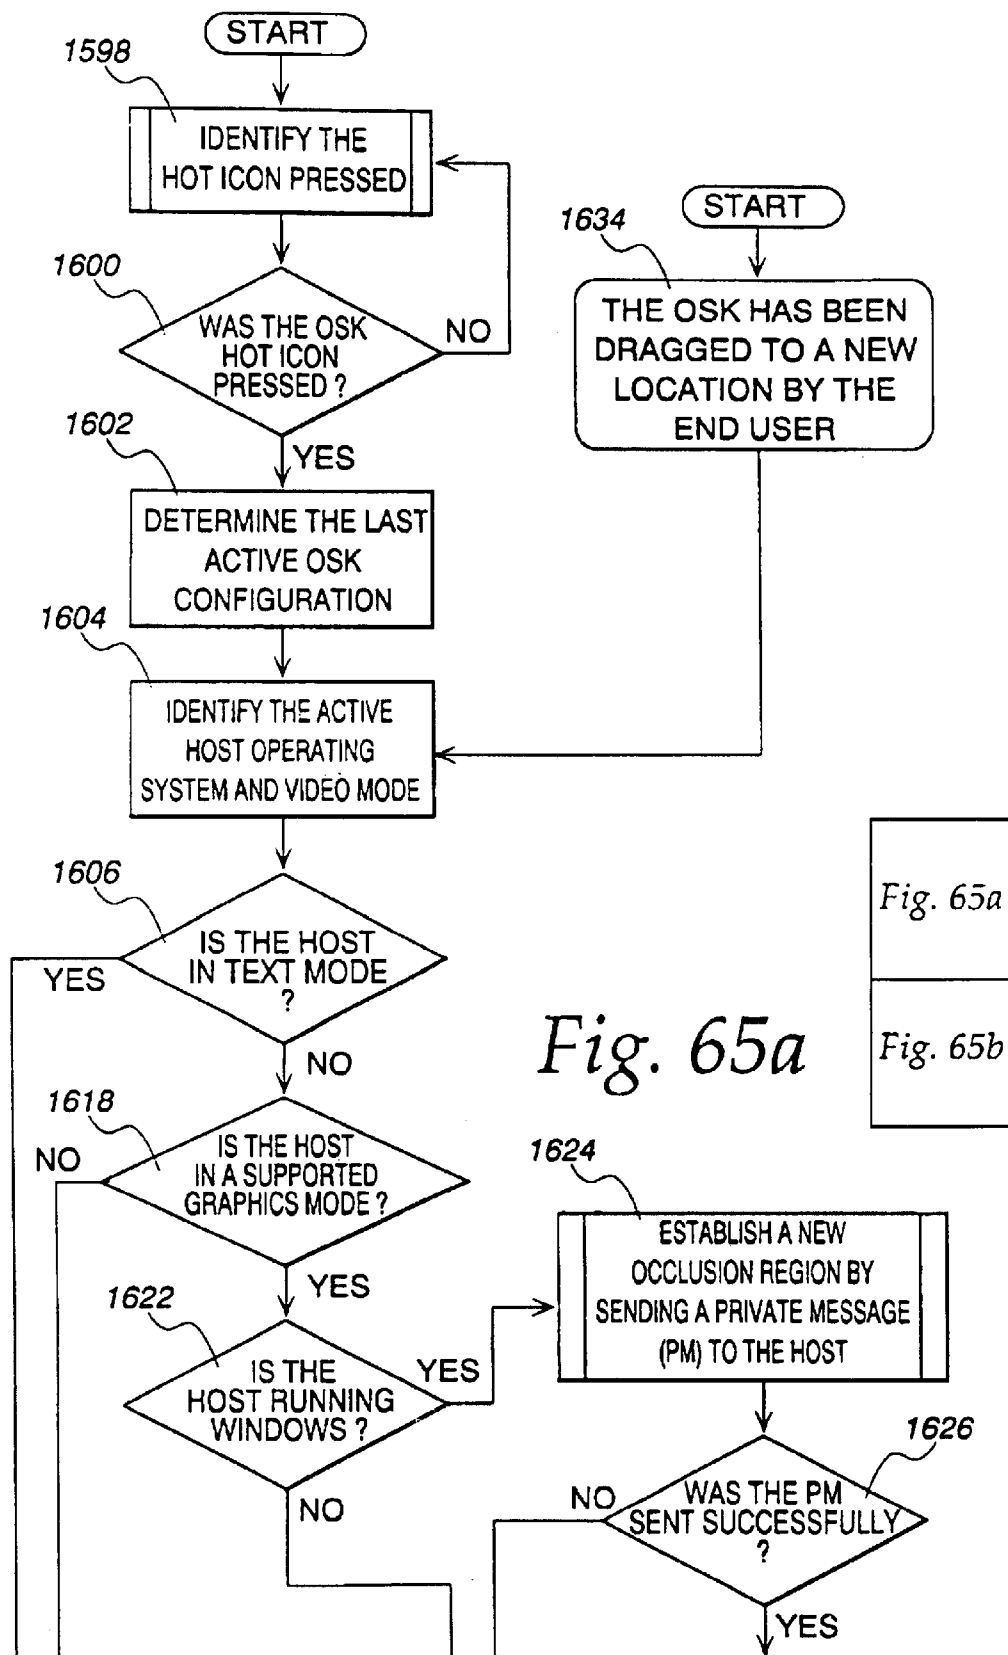 START
1598
IDENTIFY THE
HOT ICON PRESSED
1600
WAS THE OSK
HOT ICON
PRESSED ?
NO
YES
START
1634
THE OSK HAS BEEN
DRAGGED TO A NEW
LOCATION BY THE
END USER
1602
DETERMINE THE LAST
ACTIVE OSK
CONFIGURATION
1604
IDENTIFY THE ACTIVE
HOST OPERATING
SYSTEM AND VIDEO MODE
1606
IS THE HOST
IN TEXT MODE
?
YES
NO
Fig. 65a
Fig. 65a
Fig. 65b
1618
IS THE HOST
IN A SUPPORTED
GRAPHICS MODE ?
NO
YES
1622
IS THE
HOST RUNNING
WINDOWS ?
YES
NO
1624
ESTABLISH A NEW
OCCLUSION REGION BY
SENDING A PRIVATE MESSAGE
(PM) TO THE HOST
1626
WAS THE PM
SENT SUCCESSFULLY
?
NO
YES